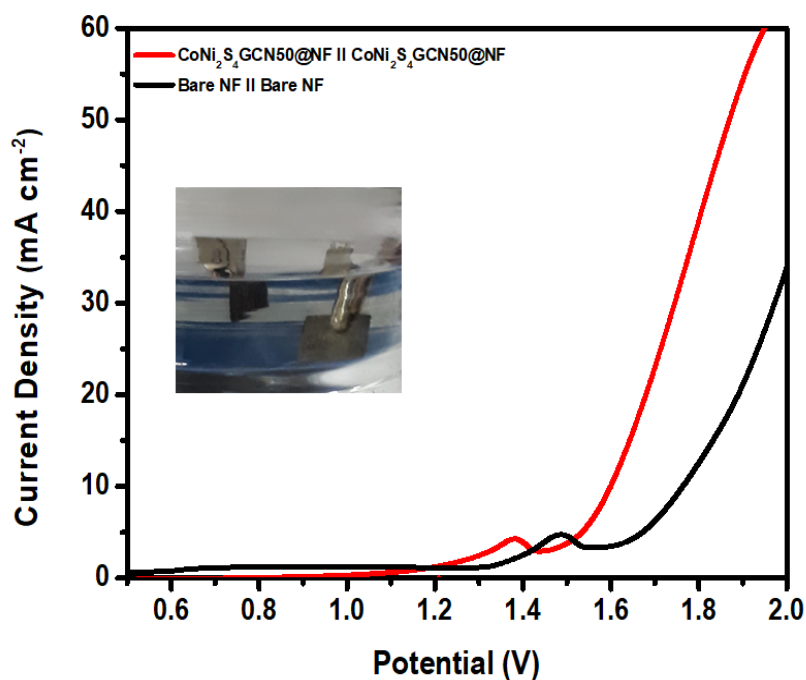 60
CoNi₂S₄GCN50@NF II CoNi₂S₄GCN50@NF
Bare NF II Bare NF
50
40
30
20
10
0
0.6 0.8 1.0 1.2 1.4 1.6 1.8 2.0
Current Density (mA cm⁻²)
Potential (V)